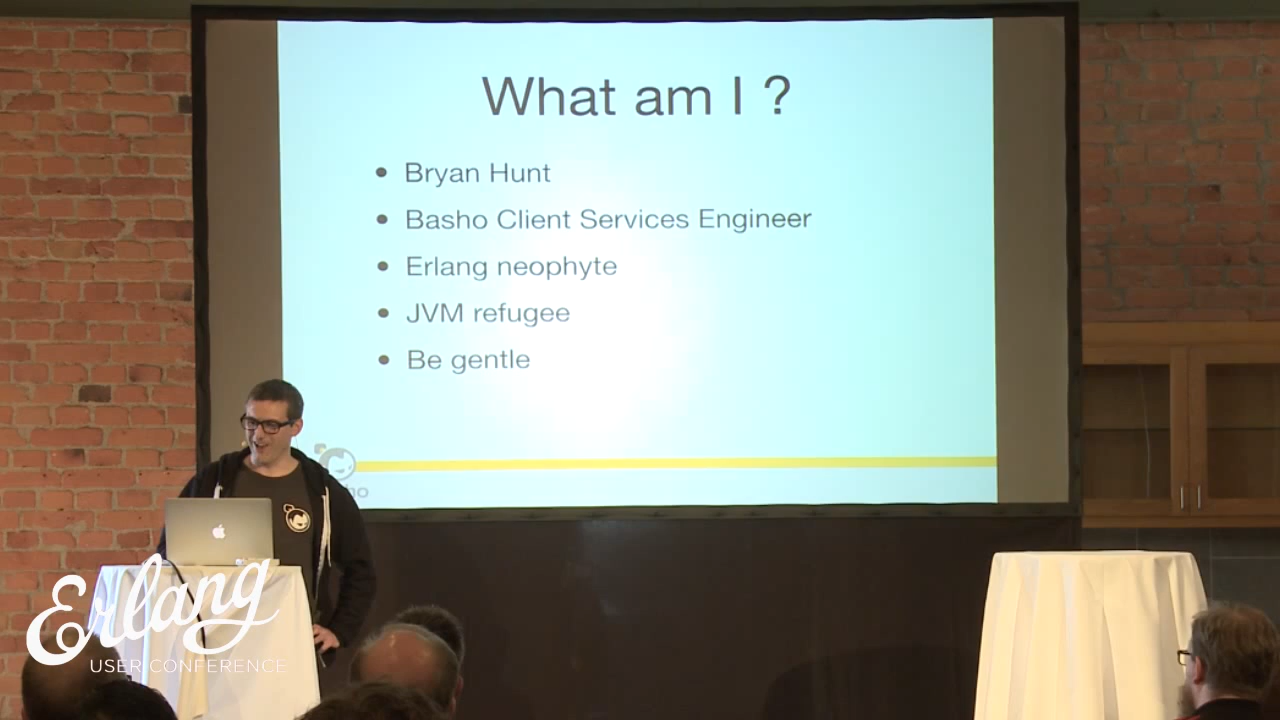 What am I ?
• Bryan Hunt
• Basho Client Services Engineer
• Erlang neophyte
• JVM refugee
• Be gentle
Erlang
USER CONFERENCE